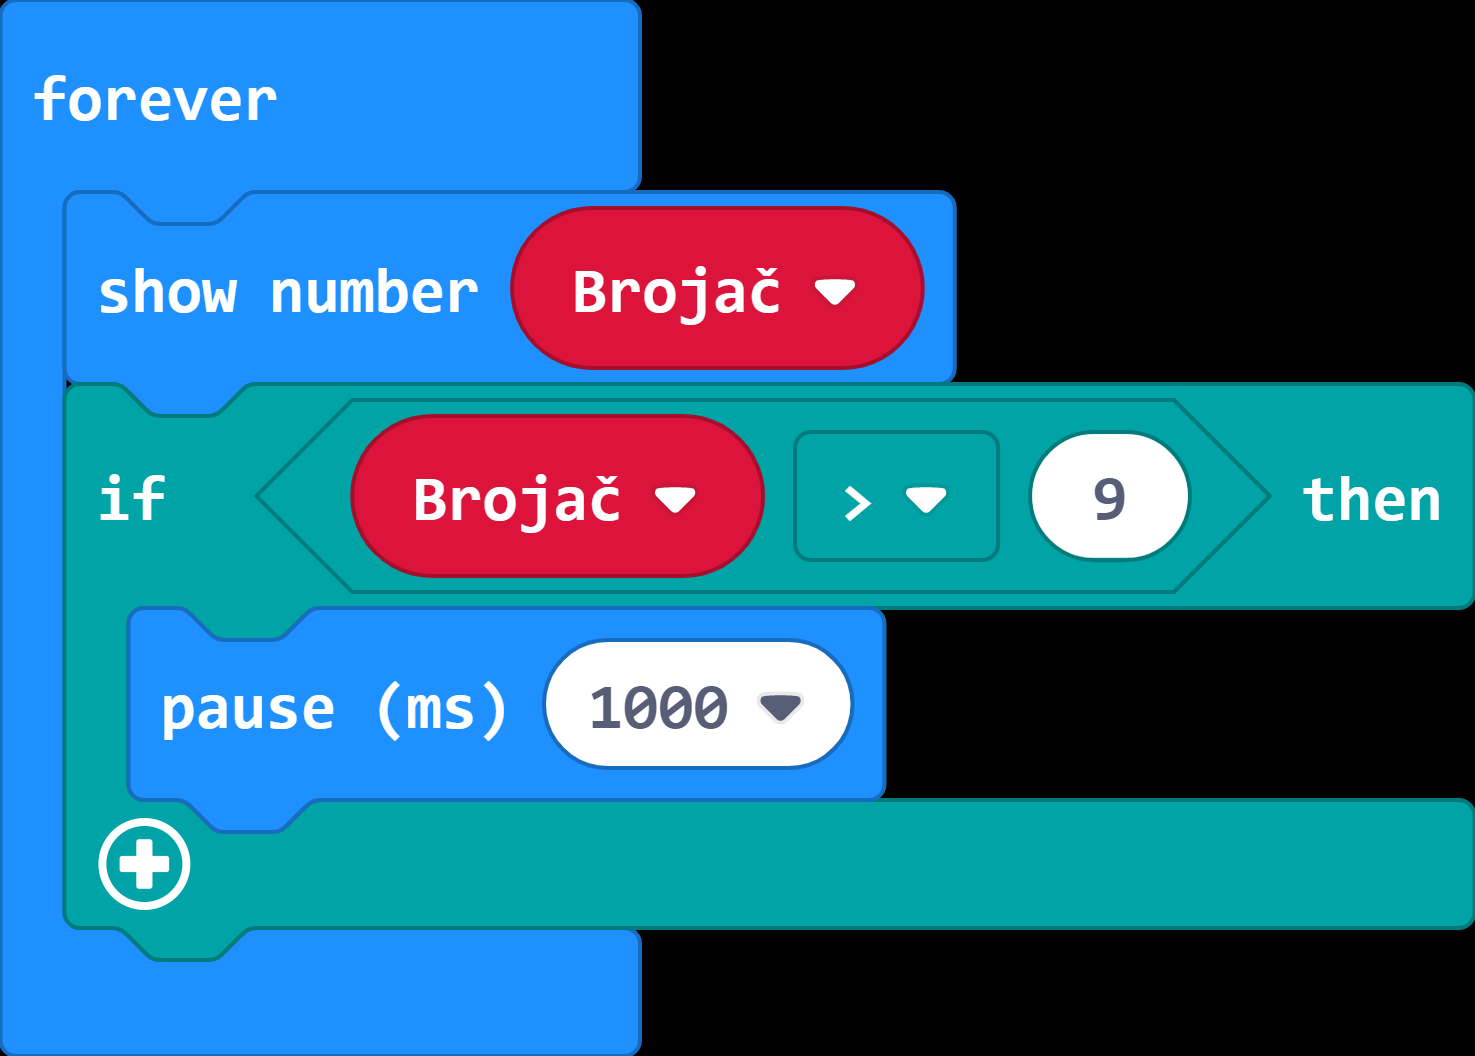 forever
show number Brojač
if Brojač > 9 then
pause (ms) 1000